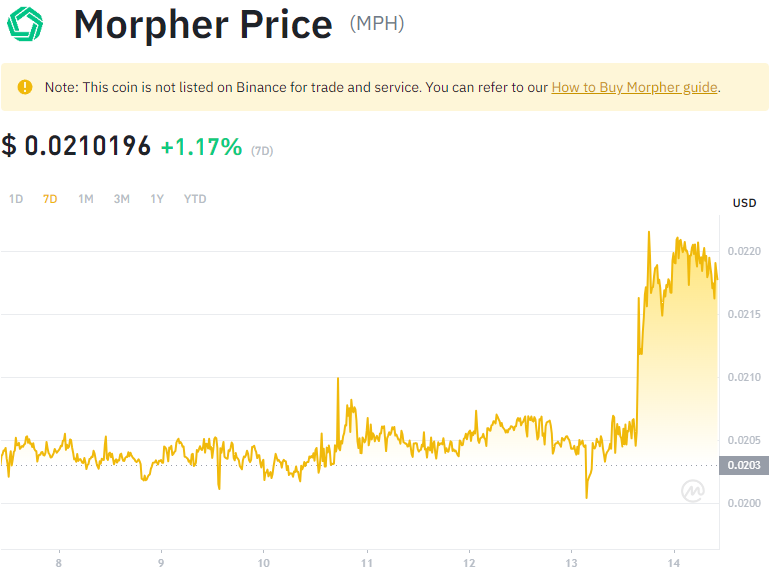 Morpher Price (MPH)
Note: This coin is not listed on Binance for trade and service. You can refer to our How to Buy Morpher guide.
$ 0.0210196 +1.17% (7D)
1D 7D 1M 3M 1Y YTD
USD
0.0220
0.0215
0.0210
0.0205
0.0203
0.0200
8 9 10 11 12 13 14